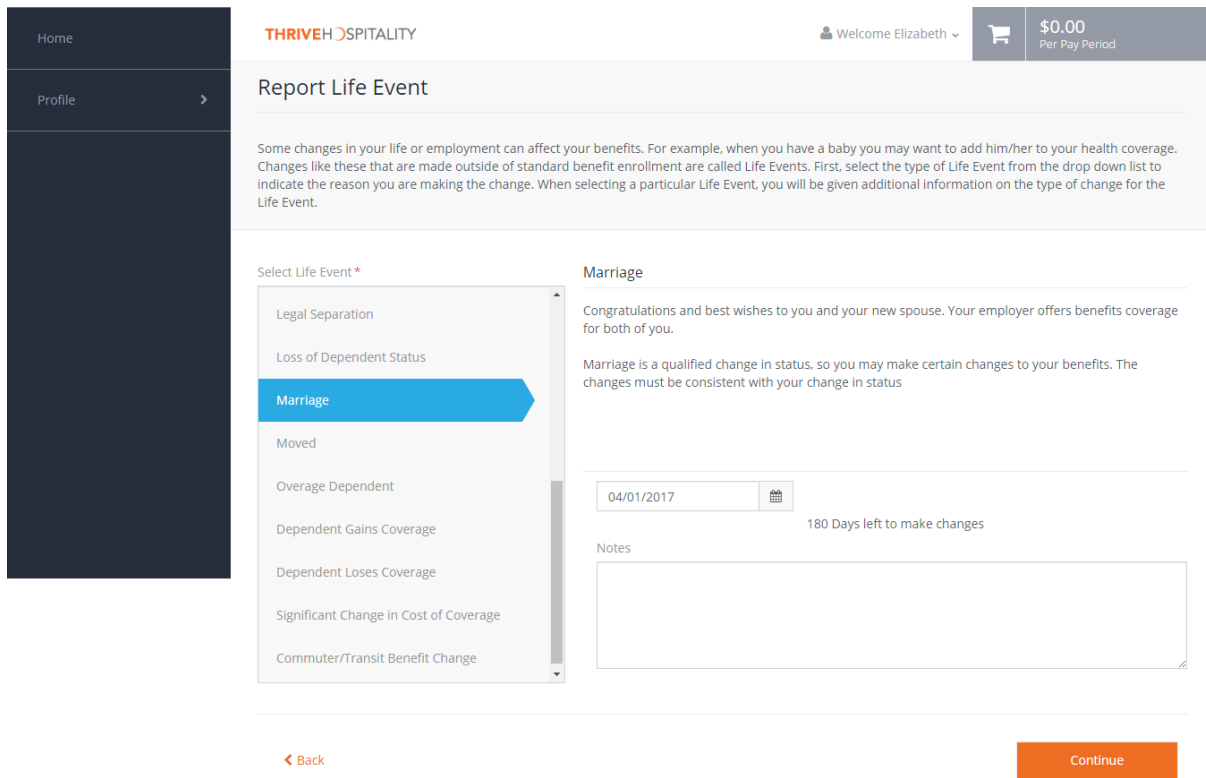 Home
Profile
THRIVEHOSPITALITY
Welcome Elizabeth
$0.00
Per Pay Period
Report Life Event
Some changes in your life or employment can affect your benefits. For example, when you have a baby you may want to add him/her to your health coverage.
Changes like these that are made outside of standard benefit enrollment are called Life Events. First, select the type of Life Event from the drop down list to
indicate the reason you are making the change. When selecting a particular Life Event, you will be given additional information on the type of change for the
Life Event.
Select Life Event *
Legal Separation
Loss of Dependent Status
Marriage
Moved
Overage Dependent
Dependent Gains Coverage
Dependent Loses Coverage
Significant Change in Cost of Coverage
Commuter/Transit Benefit Change
Marriage
Congratulations and best wishes to you and your new spouse. Your employer offers benefits coverage
for both of you.
Marriage is a qualified change in status, so you may make certain changes to your benefits. The
changes must be consistent with your change in status
04/01/2017
180 Days left to make changes
Notes
Back
Continue